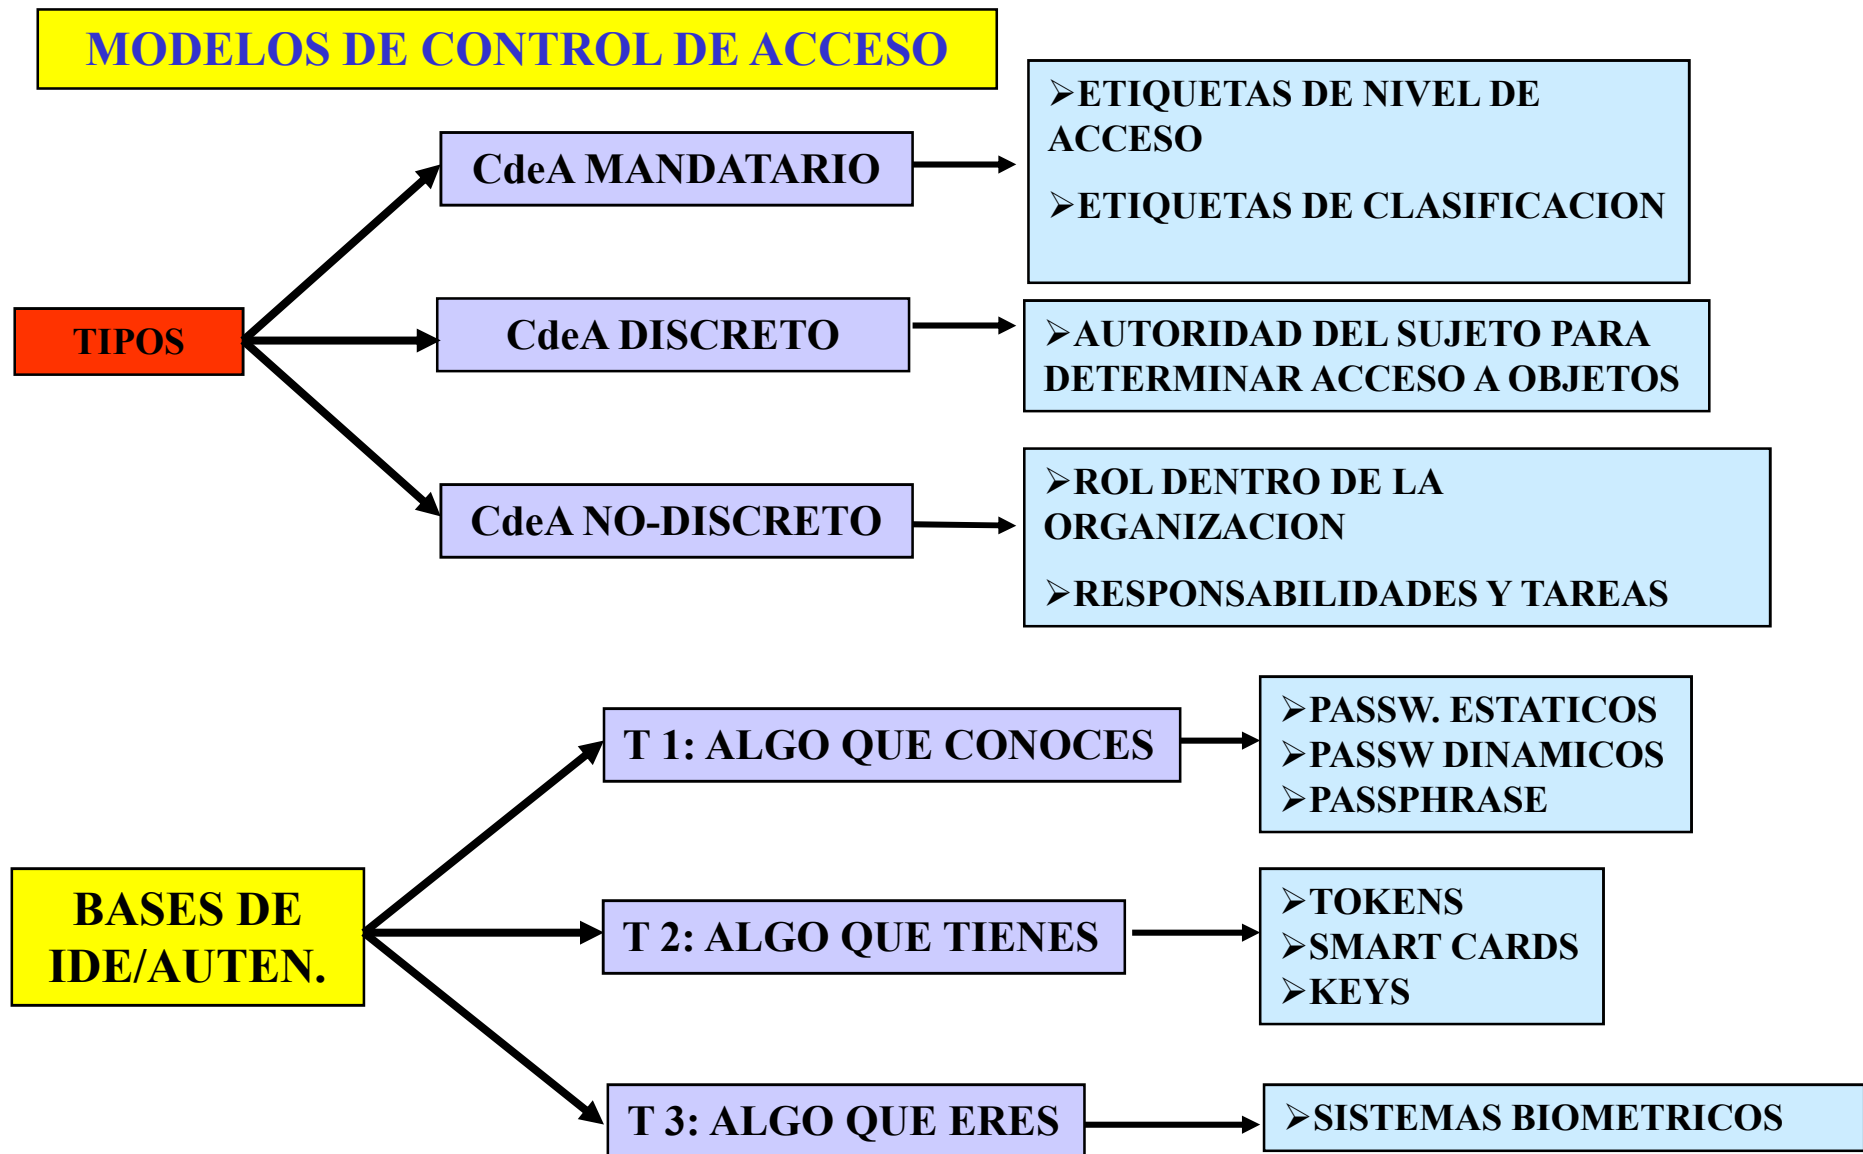 MODELOS DE CONTROL DE ACCESO
TIPOS
CdeA MANDATARIO
➢ETIQUETAS DE NIVEL DE
ACCESO
➢ETIQUETAS DE CLASIFICACION
CdeA DISCRETO
➢AUTORIDAD DEL SUJETO PARA
DETERMINAR ACCESO A OBJETOS
CdeA NO-DISCRETO
➢ROL DENTRO DE LA
ORGANIZACION
➢RESPONSABILIDADES Y TAREAS
BASES DE
IDE/AUTEN.
T 1: ALGO QUE CONOCES
➢PASSW. ESTATICOS
➢PASSW DINAMICOS
➢PASSPHRASE
T 2: ALGO QUE TIENES
➢TOKENS
➢SMART CARDS
➢KEYS
T 3: ALGO QUE ERES
➢SISTEMAS BIOMETRICOS